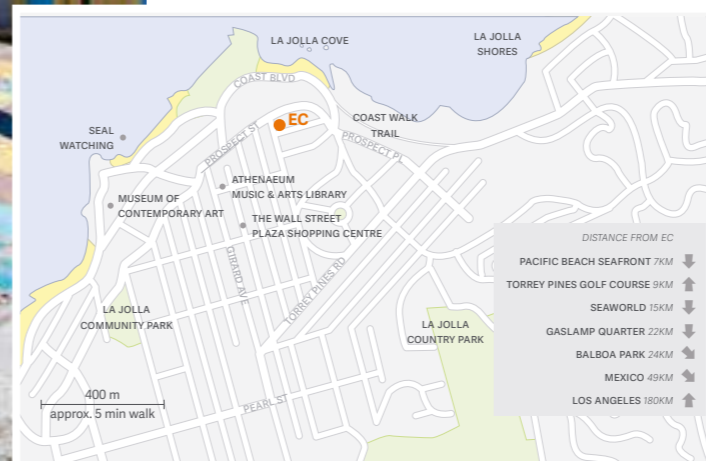 LA JOLLA COVE
LA JOLLA
SHORES
COAST BLVD
EC
COAST WALK
TRAIL
SEAL
WATCHING
PROSPECT ST
PROSPECT PL
ATHENAEUM
MUSIC & ARTS LIBRARY
MUSEUM OF
CONTEMPORARY ART
THE WALL STREET
PLAZA SHOPPING CENTRE
GIRARD AVE
TORREY PINES RD
LA JOLLA
COMMUNITY PARK
LA JOLLA
COUNTRY PARK
PEARL ST
400 m
approx. 5 min walk
DISTANCE FROM EC
PACIFIC BEACH SEAFRONT 7KM
TORREY PINES GOLF COURSE 9KM
SEAWORLD 15KM
GASLAMP QUARTER 22KM
BALBOA PARK 24KM
MEXICO 49KM
LOS ANGELES 180KM